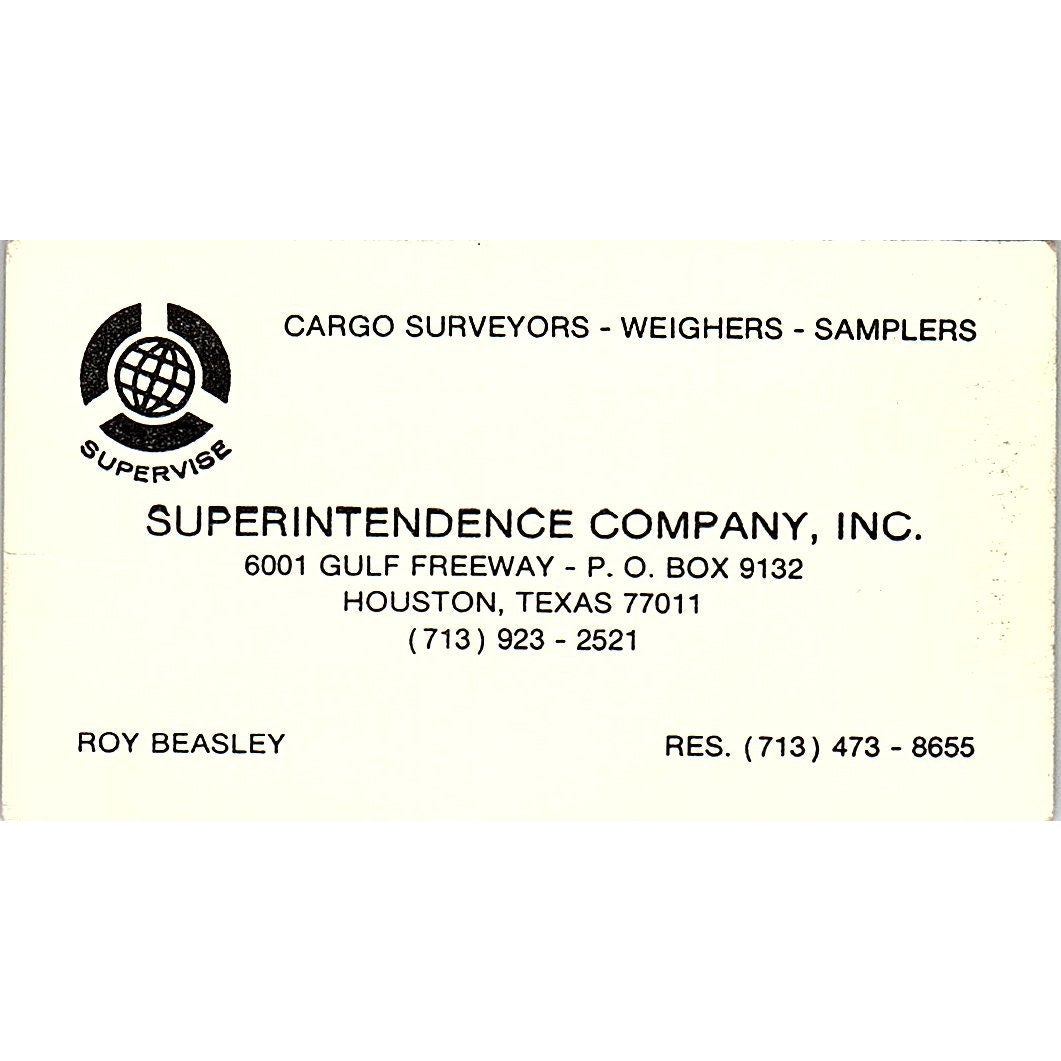 CARGO SURVEYORS - WEIGHERS - SAMPLERS
SUPERVISE
SUPERINTENDENCE COMPANY, INC.
6001 GULF FREEWAY - P. O. BOX 9132
HOUSTON, TEXAS 77011
(713) 923 - 2521
ROY BEASLEY
RES. (713) 473 - 8655